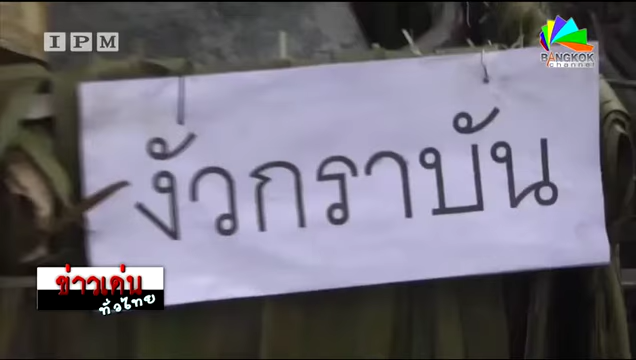 IPM
BANGKOK
channel
งั่วกราบัน
ข่าวเด่น
ทั่วไทย